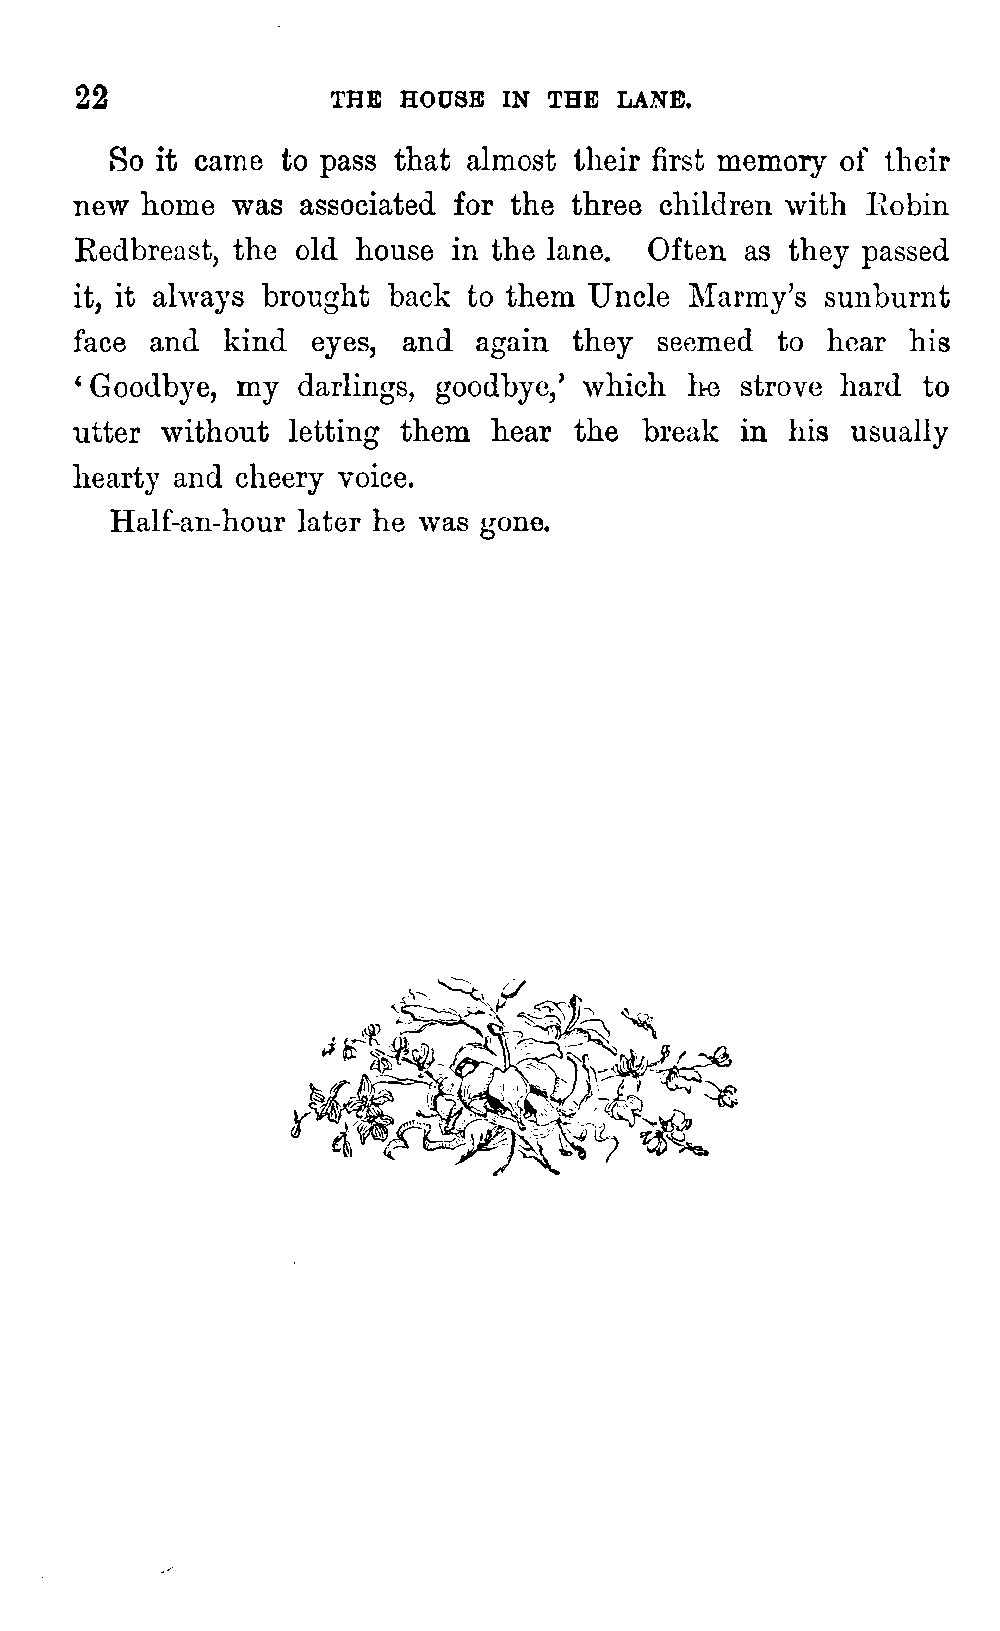 22 THE HOUSE IN THE LANE.
So it came to pass that almost their first memory of their
new home was associated for the three children with Robin
Redbreast, the old house in the lane. Often as they passed
it, it always brought back to them Uncle Marmy's sunburnt
face and kind eyes, and again they seemed to hear his
‘Goodbye, my darlings, goodbye,’ which he strove hard to
utter without letting them hear the break in his usually
hearty and cheery voice.
Half-an-hour later he was gone.